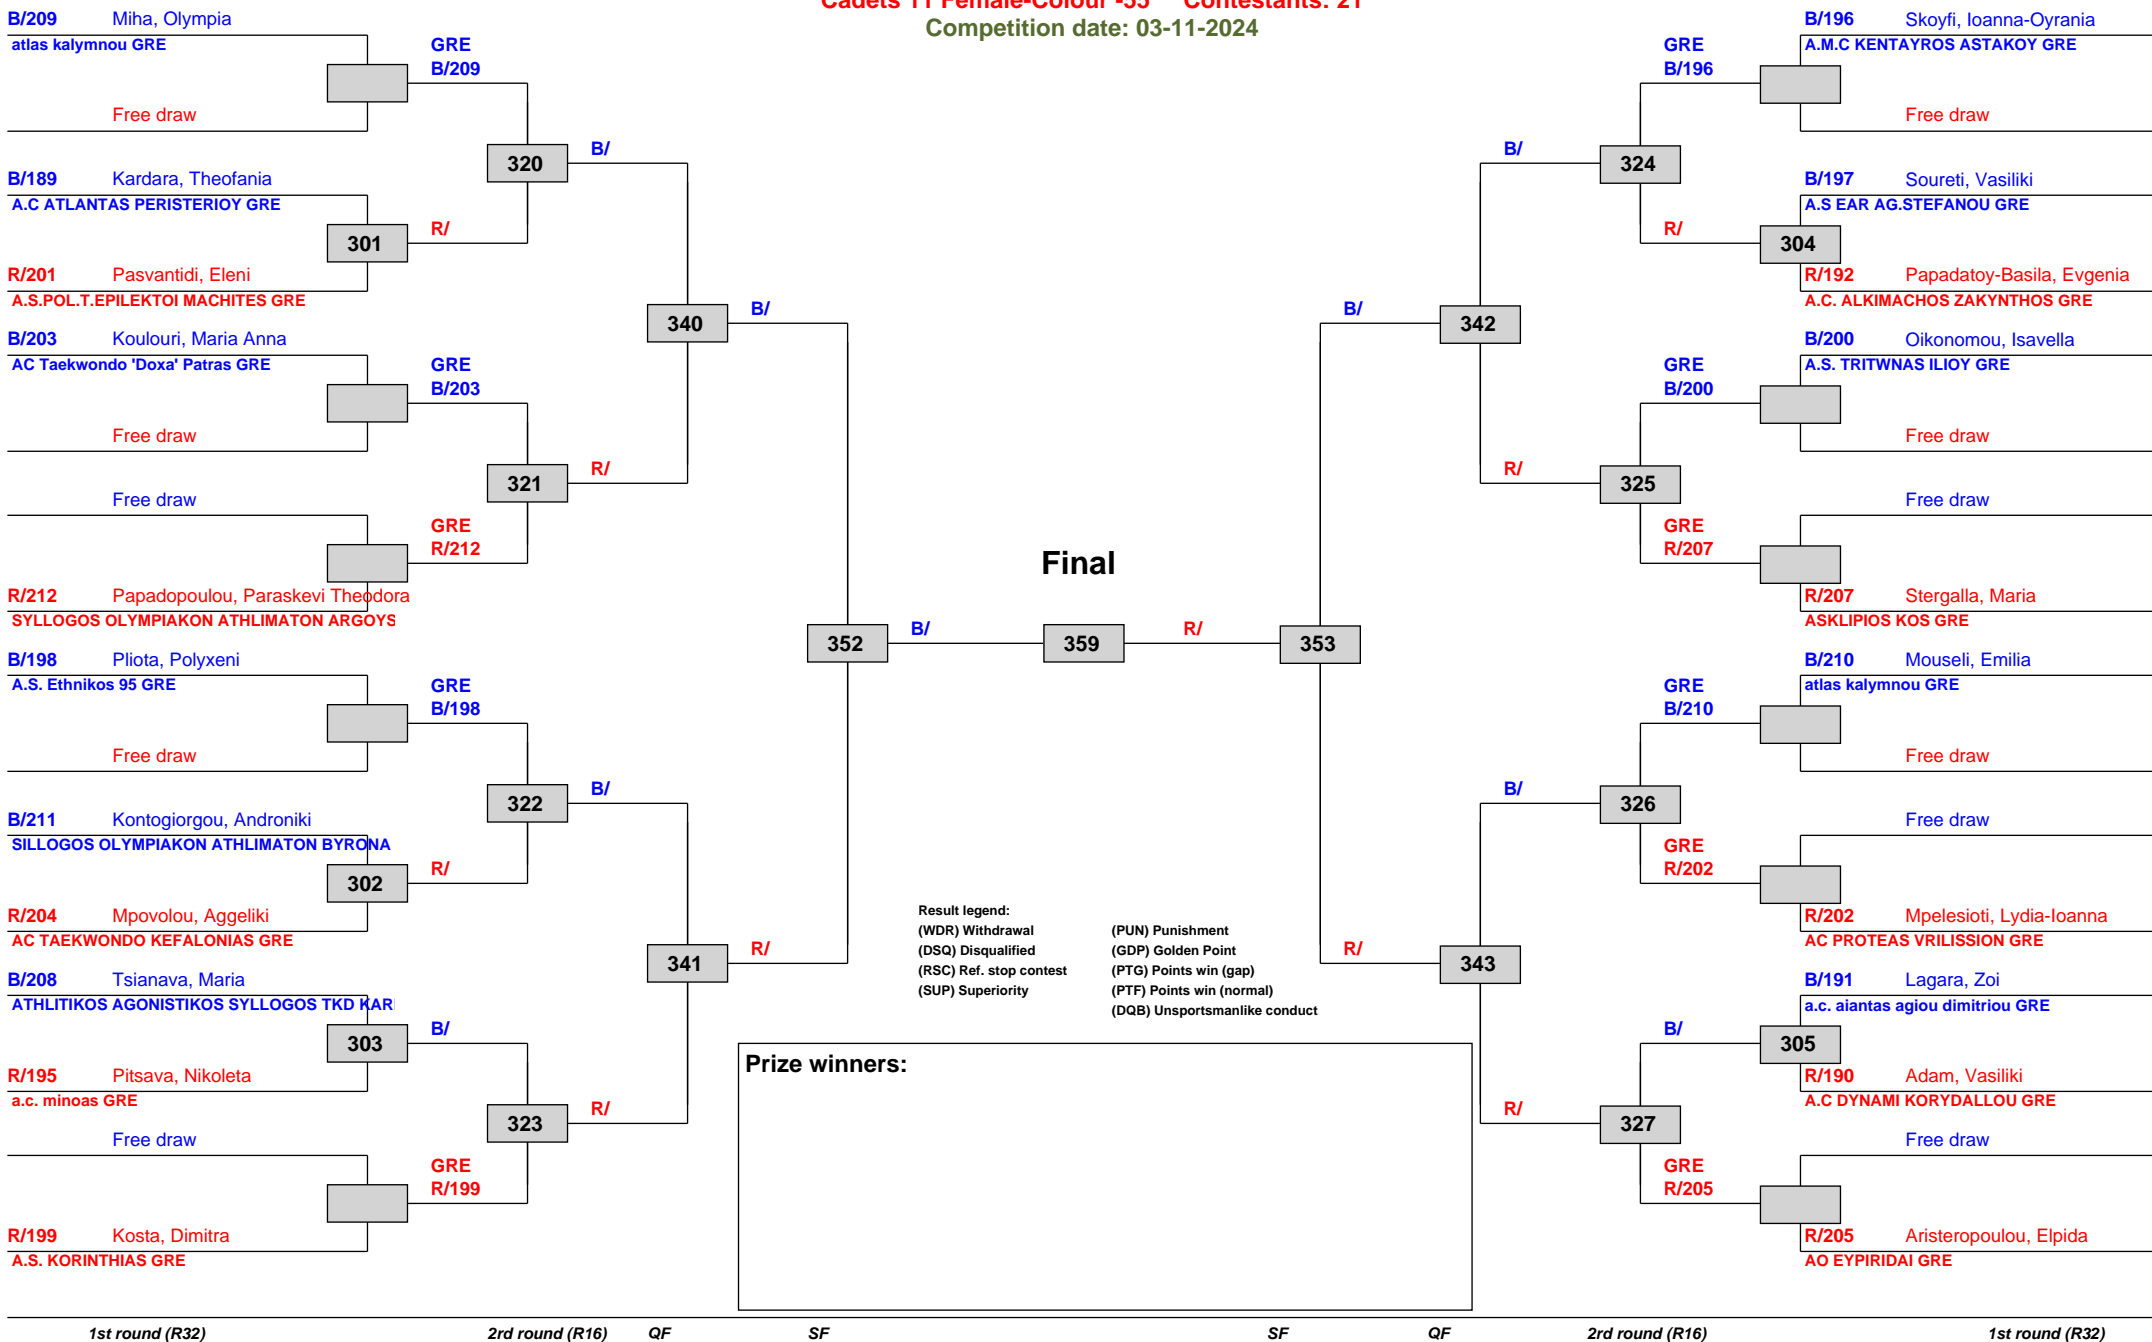 Cadets 11 Female-Colour -55 Contestants: 21
Competition date: 03-11-2024
B/209 Miha, Olympia
atlas kalymnou GRE
GRE
B/209
Free draw
320
B/
B/189 Kardara, Theofania
A.C ATLANTAS PERISTERIOY GRE
301
R/
R/201 Pasvantidi, Eleni
A.S.POL.T.EPILEKTOI MACHITES GRE
340
B/
B/203 Koulouri, Maria Anna
AC Taekwondo 'Doxa' Patras GRE
GRE
B/203
Free draw
321
R/
Free draw
GRE
R/212
R/212 Papadopoulou, Paraskevi Theodora
SYLLOGOS OLYMPIAKON ATHLIMATON ARGOYS
352
B/
B/198 Pliota, Polyxeni
A.S. Ethnikos 95 GRE
GRE
B/198
Free draw
322
B/
B/211 Kontogiorgou, Androniki
SILLOGOS OLYMPIAKON ATHLIMATON BYRONA
302
R/
R/204 Mpovolou, Aggeliki
AC TAEKWONDO KEFALONIAS GRE
341
R/
B/208 Tsianava, Maria
ATHLITIKOS AGONISTIKOS SYLLOGOS TKD
303
B/
R/195 Pitsava, Nikoleta
a.c. minoas GRE
323
R/
Free draw
GRE
R/199
R/199 Kosta, Dimitra
A.S. KORINTHIAS GRE
Final
359
R/
353
B/196 Skoyfi, Ioanna-Oyrania
A.M.C KENTAYROS ASTAKOY GRE
GRE
B/196
Free draw
B/
324
B/197 Soureti, Vasiliki
A.S EAR AG.STEFANOU GRE
R/
304
R/192 Papadatoy-Basila, Evgenia
A.C. ALKIMACHOS ZAKYNTHOS GRE
B/
342
B/200 Oikonomou, Isavella
A.S. TRITWNAS ILIOY GRE
GRE
B/200
Free draw
R/
325
Free draw
GRE
R/207
R/207 Stergalla, Maria
ASKLIPIOS KOS GRE
B/210 Mouseli, Emilia
atlas kalymnou GRE
GRE
B/210
Free draw
B/
326
Free draw
GRE
R/202
R/202 Mpelesioti, Lydia-Ioanna
AC PROTEAS VRILISSION GRE
R/
343
B/191 Lagara, Zoi
a.c. aiantas agiou dimitriou GRE
B/
305
R/190 Adam, Vasiliki
A.C DYNAMI KORYDALLOU GRE
R/
327
Free draw
GRE
R/205
R/205 Aristeropoulou, Elpida
AO EYPIRIDAI GRE
Result legend:
(WDR) Withdrawal (PUN) Punishment
(DSQ) Disqualified (GDP) Golden Point
(RSC) Ref. stop contest (PTG) Points win (gap)
(SUP) Superiority (PTF) Points win (normal)
(DQB) Unsportsmanlike conduct
Prize winners:
1st round (R32) 2rd round (R16) QF SF SF QF 2rd round (R16) 1st round (R32)